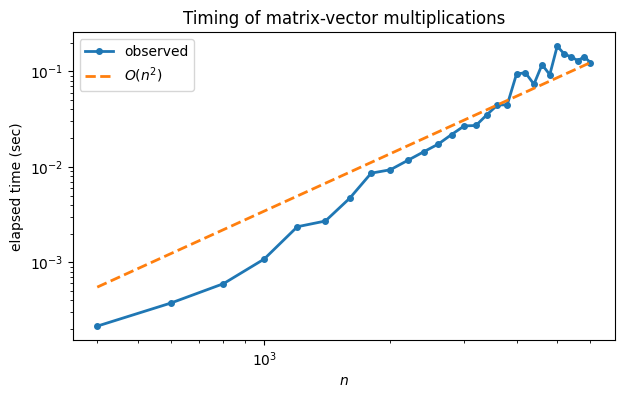 Timing of matrix-vector multiplications
observed
O(n²)
10⁻¹
10⁻²
10⁻³
elapsed time (sec)
10³
n